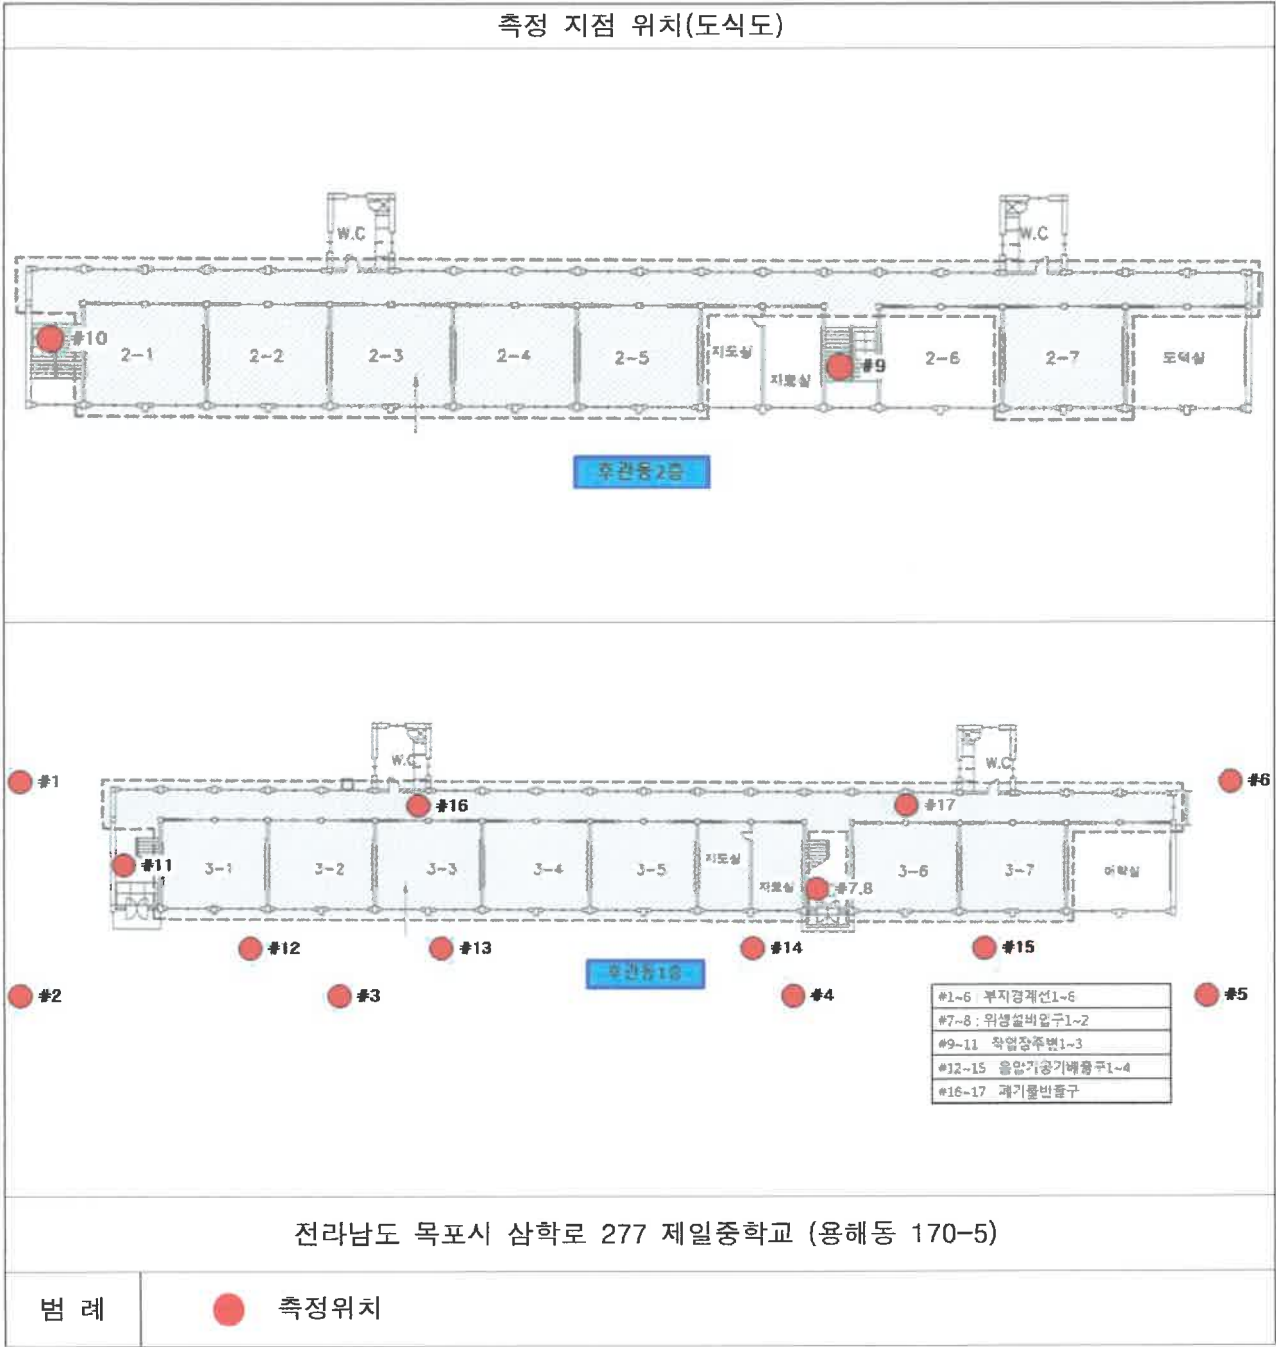 측정 지점 위치(도식도)
W.C
W.C
#10
2-1
2-2
2-3
2-4
2-5
지도실
자료실
#9
2-6
2-7
도덕실
후관동2층
W.C
W.C
#1
#6
#16
#17
#11
3-1
3-2
3-3
3-4
3-5
지도실
자료실
#7,8
3-6
3-7
어학실
#12
#13
#14
#15
후관동1층
#2
#3
#4
#5
#1~6 : 부지경계선1~6
#7~8 : 위생설비입구1~2
#9~11 작업장주변1~3
#12~15 음압기공기배출구1~4
#16~17 폐기물반출구
전라남도 목포시 삼학로 277 제일중학교 (용해동 170-5)
범 례
측정위치